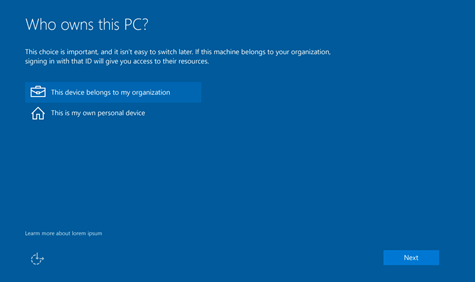 Who owns this PC?
This choice is important, and it isn't easy to switch later. If this machine belongs to your organization,
signing in with that ID will give you access to their resources.
This device belongs to my organization
This is my own personal device
Learm more about lorem ipsum
Next